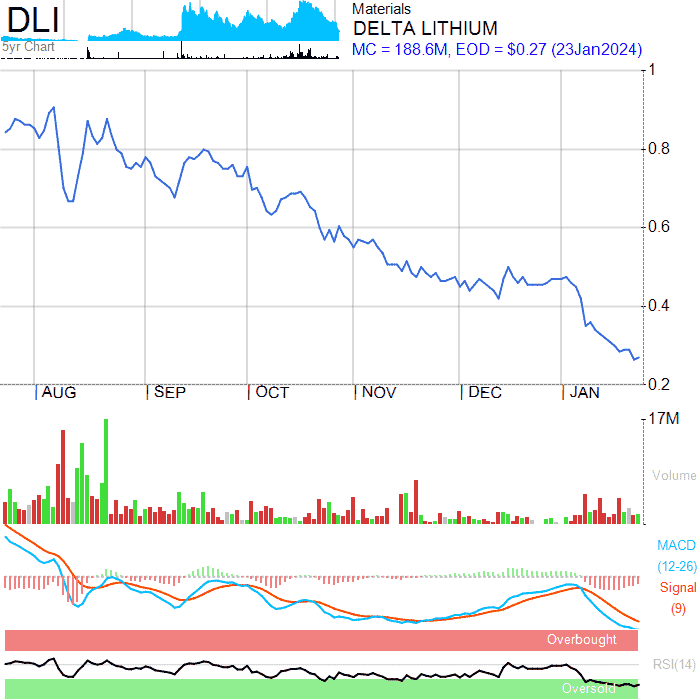 DLI
5yr Chart
Materials
DELTA LITHIUM
MC = 188.6M, EOD = $0.27 (23Jan2024)
1
0.8
0.6
0.4
0.2
AUG SEP OCT NOV DEC JAN
17M
Volume
MACD
(12-26)
Signal
(9)
Overbought
RSI(14)
Oversold